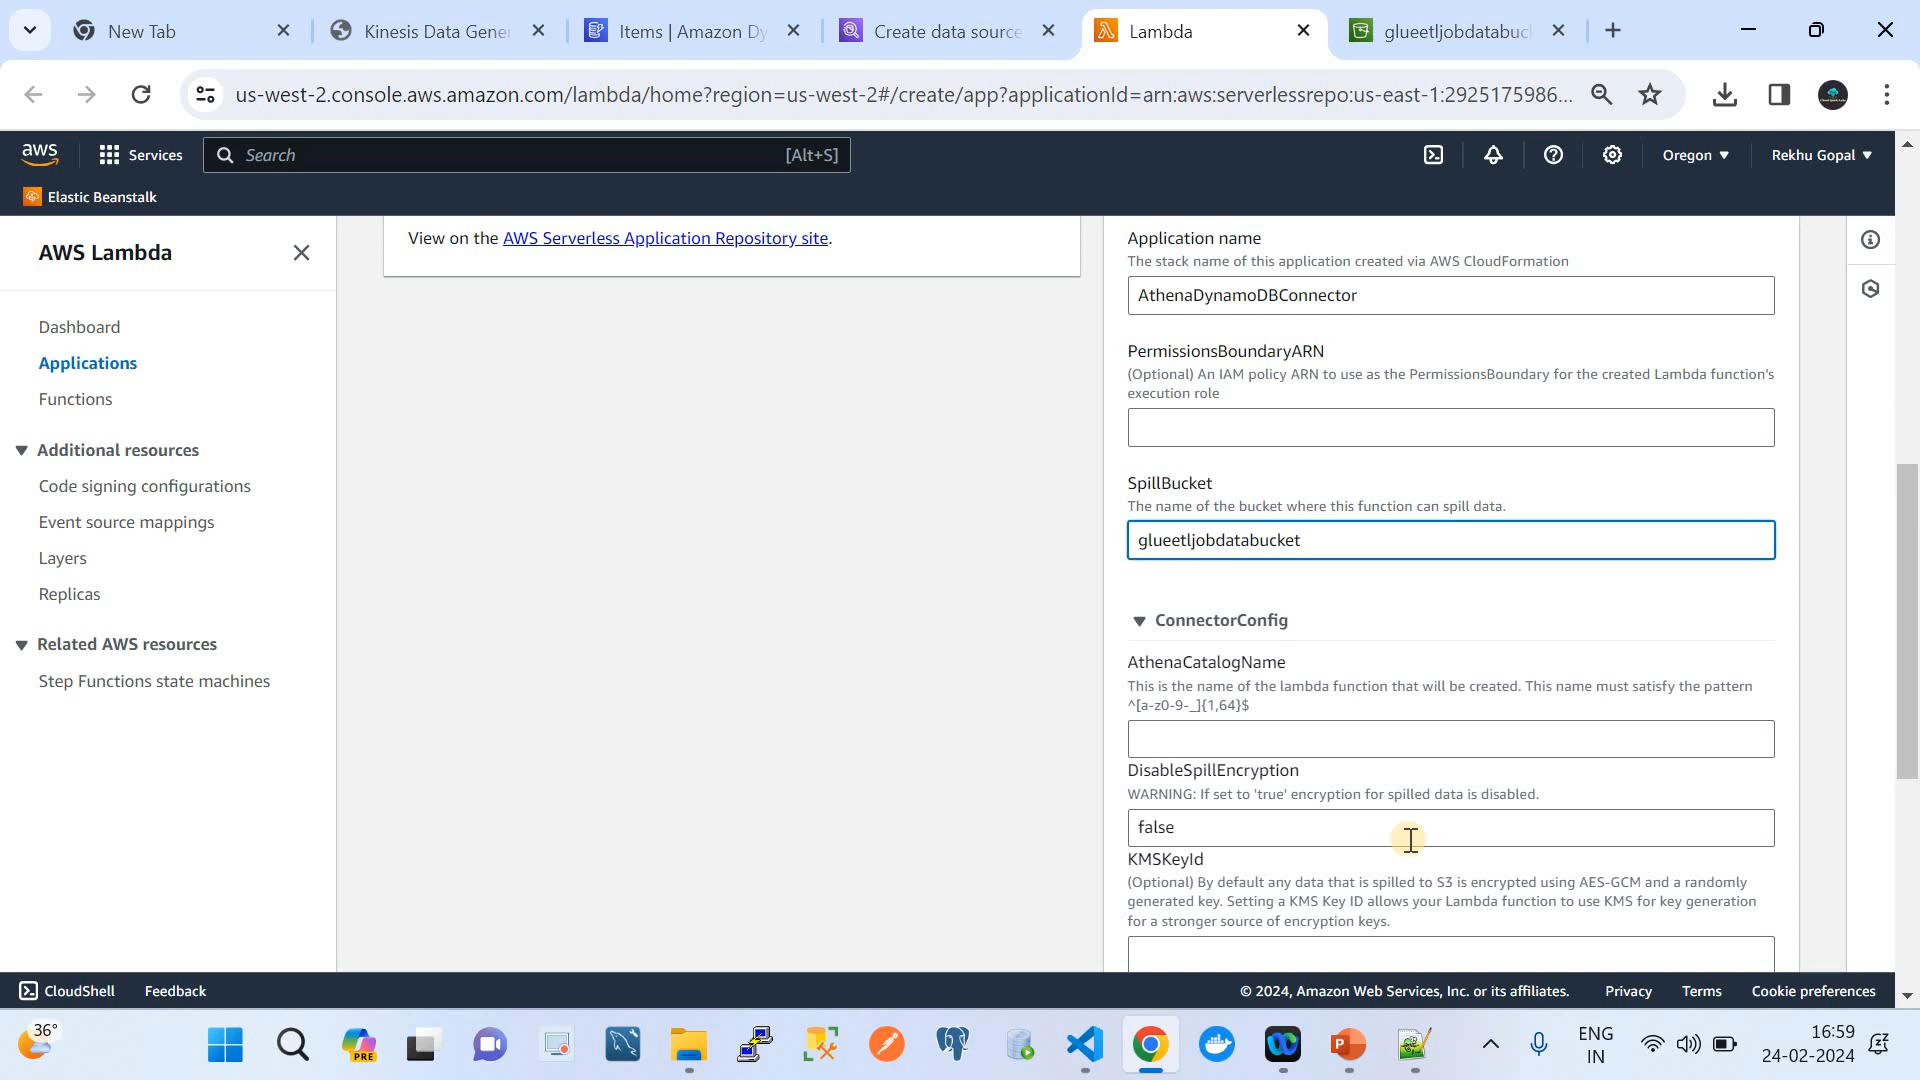 New Tab
Kinesis Data Gene
Items | Amazon Dy
Create data source
Lambda
glueetljobdatabuc
us-west-2.console.aws.amazon.com/lambda/home?region=us-west-2#/create/app?applicationId=arn:aws:serverlessrepo:us-east-1:2925175986...
aws
Services
Search
[Alt+S]
Oregon
Rekhu Gopal
Elastic Beanstalk
AWS Lambda
Dashboard
Applications
Functions
Additional resources
Code signing configurations
Event source mappings
Layers
Replicas
Related AWS resources
Step Functions state machines
View on the AWS Serverless Application Repository site.
Application name
The stack name of this application created via AWS CloudFormation
AthenaDynamoDBConnector
PermissionsBoundaryARN
(Optional) An IAM policy ARN to use as the PermissionsBoundary for the created Lambda function's
execution role
SpillBucket
The name of the bucket where this function can spill data.
glueetljobdatabucket
ConnectorConfig
AthenaCatalogName
This is the name of the lambda function that will be created. This name must satisfy the pattern
^[a-z0-9-_]{1,64}$
DisableSpillEncryption
WARNING: If set to 'true' encryption for spilled data is disabled.
false
KMSKeyId
(Optional) By default any data that is spilled to S3 is encrypted using AES-GCM and a randomly
generated key. Setting a KMS Key ID allows your Lambda function to use KMS for key generation
for a stronger source of encryption keys.
CloudShell
Feedback
© 2024, Amazon Web Services, Inc. or its affiliates.
Privacy
Terms
Cookie preferences
36°
PRE
ENG
IN
16:59
24-02-2024